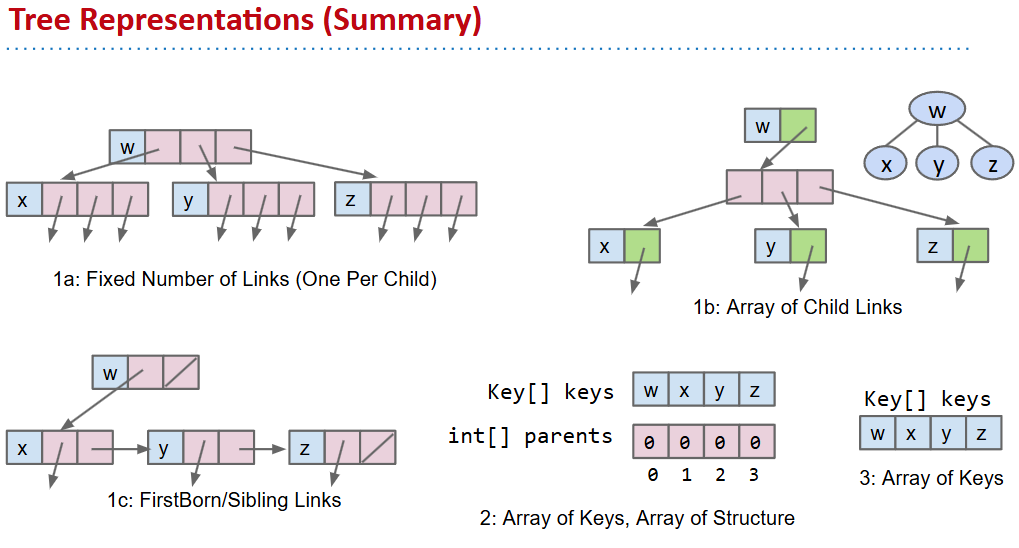 Tree Representations (Summary)
w
x
y
z
1a: Fixed Number of Links (One Per Child)
w
x
y
z
1b: Array of Child Links
w
x y z
w
x
y
z
1c: FirstBorn/Sibling Links
Key[] keys
w x y z
int[] parents
0 0 0 0
0 1 2 3
2: Array of Keys, Array of Structure
Key[] keys
w x y z
3: Array of Keys